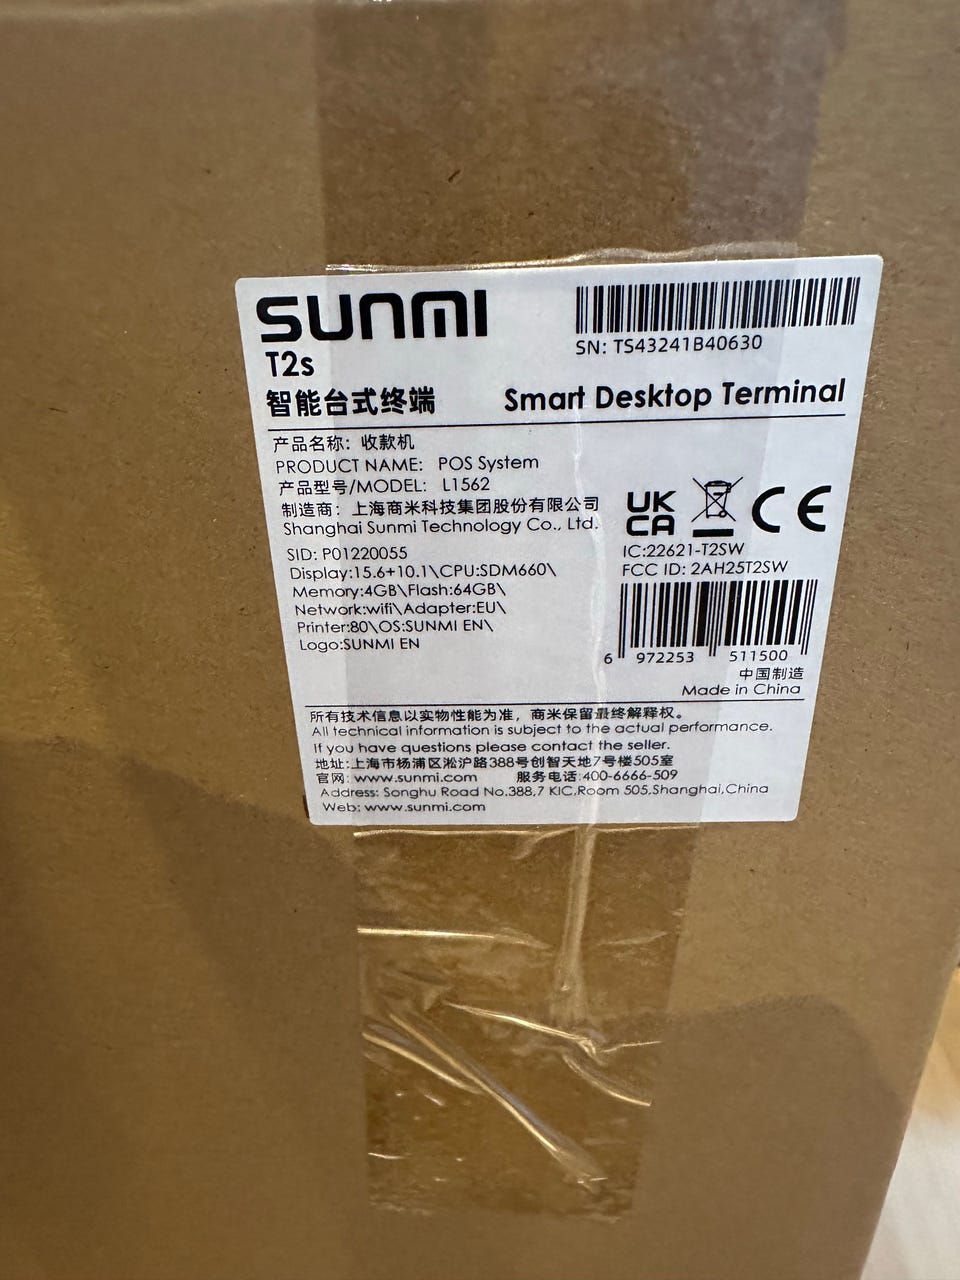 SUNMI
T2s
SN: TS43241B40630
智能台式终端 Smart Desktop Terminal
产品名称：收款机
PRODUCT NAME: POS System
产品型号/MODEL: L1562
制造商：上海商米科技集团股份有限公司
Shanghai Sunmi Technology Co., Ltd.
UK
CA
CE
SID: P01220055
Display:15.6+10.1\CPU:SDM660\
Memory:4GB\Flash:64GB\
Network:wifi\Adapter:EU\
Printer:80\OS:SUNMI EN\
Logo:SUNMI EN
IC:22621-T2SW
FCC ID: 2AH25T2SW
6 972253 511500
中国制造
Made in China
所有技术信息以实物性能为准，商米保留最终解释权。
All technical information is subject to the actual performance.
If you have questions please contact the seller.
地址:上海市杨浦区淞沪路388号创智天地7号楼505室
官网: www.sunmi.com 服务电话:400-6666-509
Address: Songhu Road No.388,7 KIC,Room 505,Shanghai,China
Web: www.sunmi.com